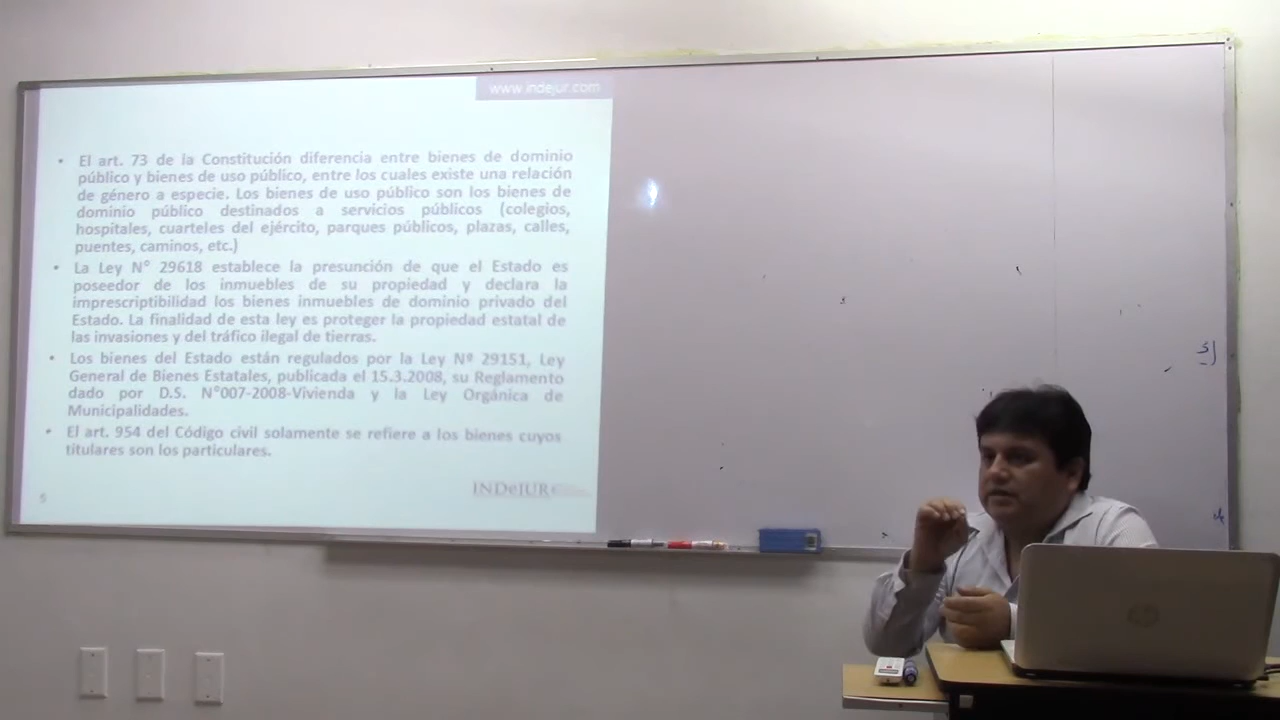 www.indejur.com
• El art. 73 de la Constitución diferencia entre bienes de dominio
público y bienes de uso público, entre los cuales existe una relación
de género a especie. Los bienes de uso público son los bienes de
dominio público destinados a servicios públicos (colegios,
hospitales, cuarteles del ejército, parques públicos, plazas, calles,
puentes, caminos, etc.)
• La Ley N° 29618 establece la presunción de que el Estado es
poseedor de los inmuebles de su propiedad y declara la
imprescriptibilidad los bienes inmuebles de dominio privado del
Estado. La finalidad de esta ley es proteger la propiedad estatal de
las invasiones y del tráfico ilegal de tierras.
• Los bienes del Estado están regulados por la Ley Nº 29151, Ley
General de Bienes Estatales, publicada el 15.3.2008, su Reglamento
dado por D.S. N°007-2008-Vivienda y la Ley Orgánica de
Municipalidades.
• El art. 954 del Código civil solamente se refiere a los bienes cuyos
titulares son los particulares.
INDeJUR
5
hp